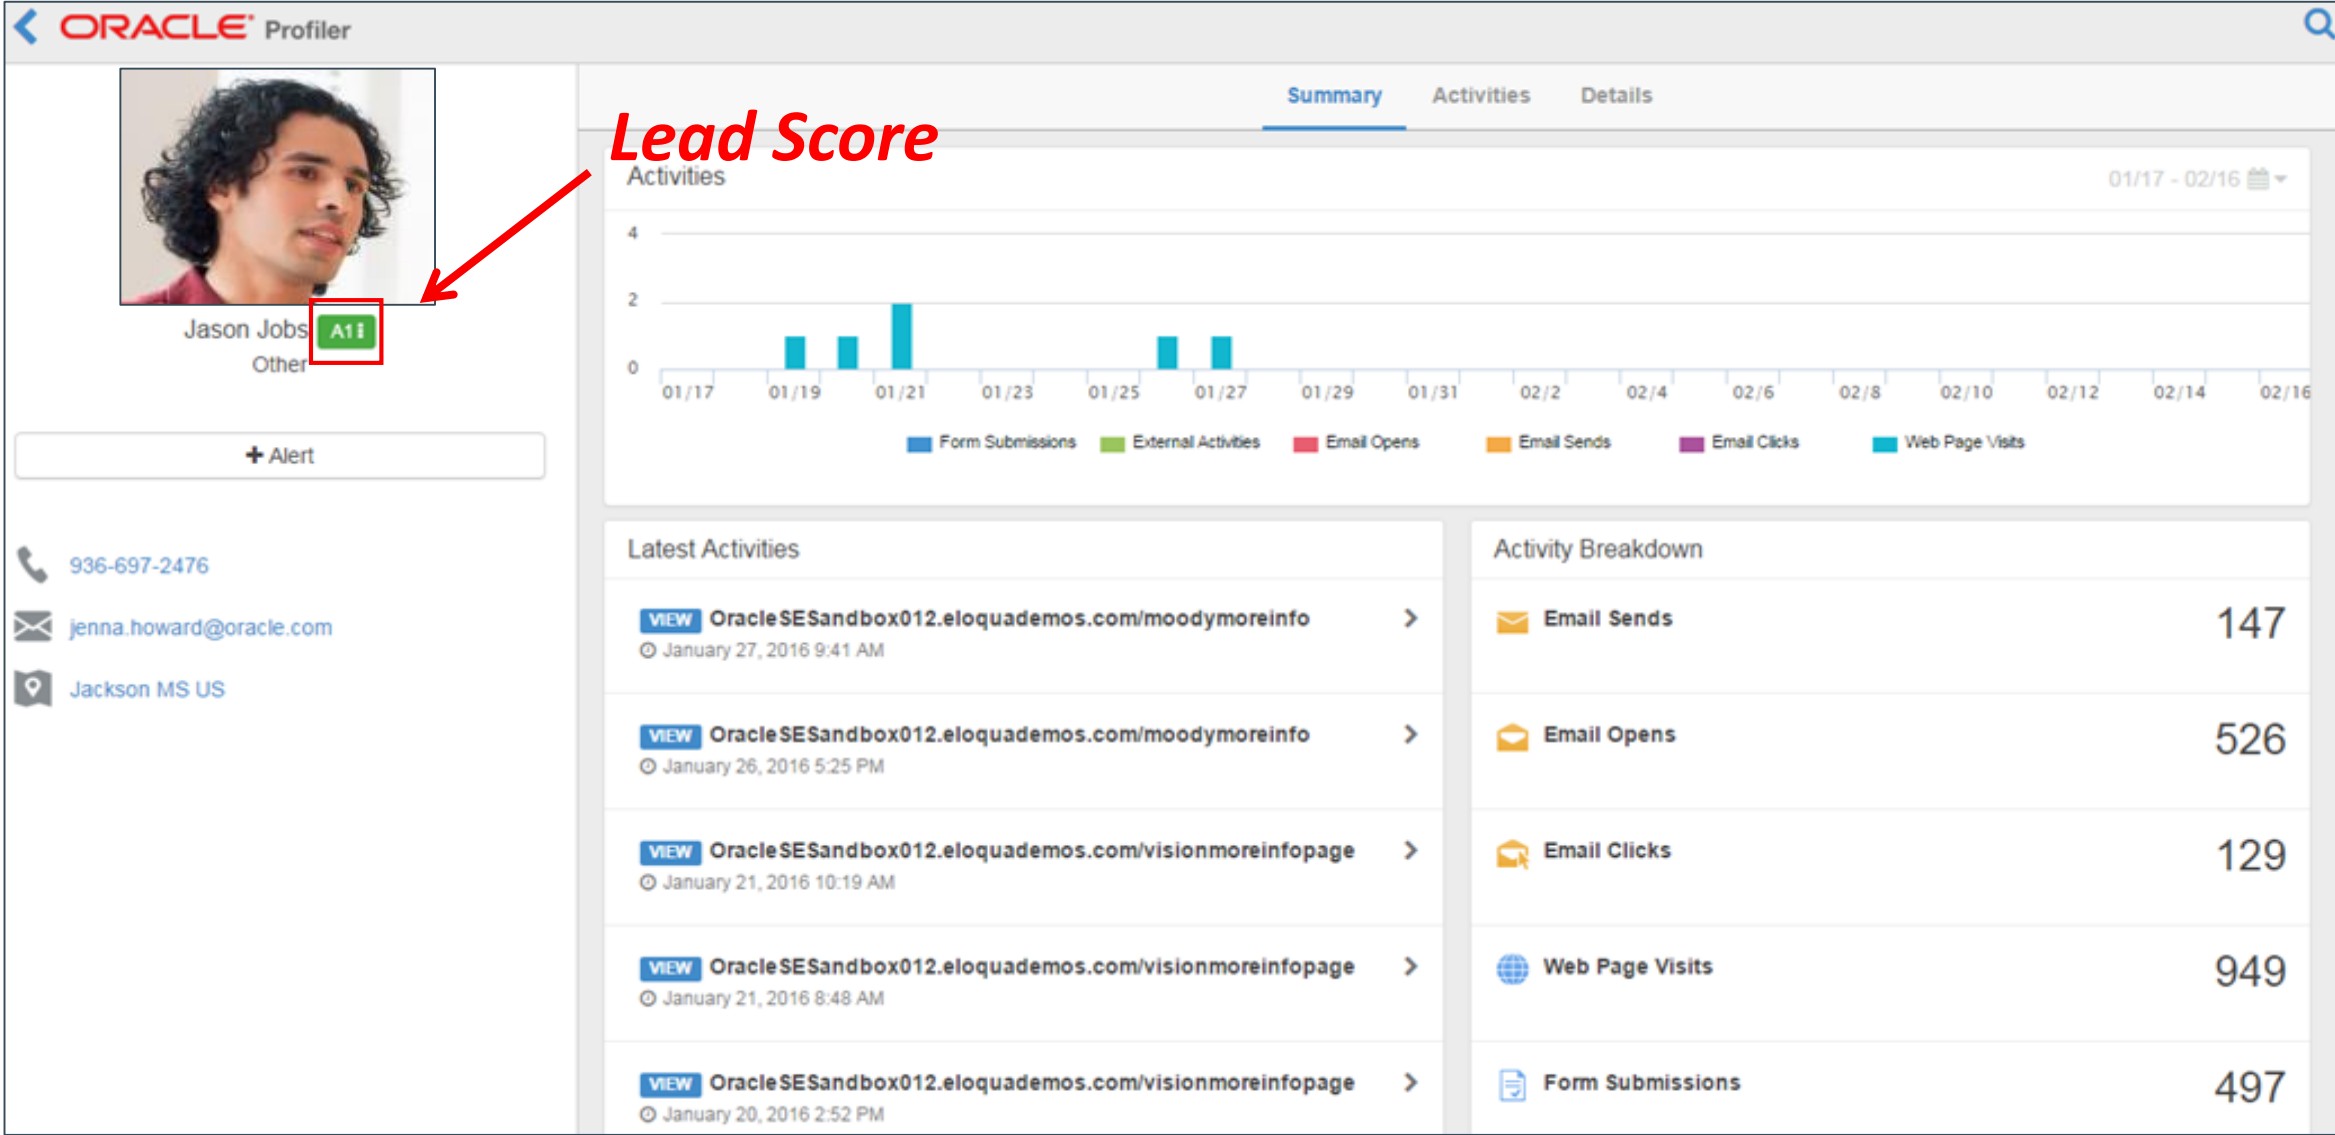 ORACLE® Profiler
Lead Score
Jason Jobs A1
Other
+ Alert
936-697-2476
jenna.howard@oracle.com
Jackson MS US
Summary Activities Details
Activities 01/17 - 02/16
4
2
0
01/17 01/19 01/21 01/23 01/25 01/27 01/29 01/31 02/2 02/4 02/6 02/8 02/10 02/12 02/14 02/16
Form Submissions External Activities Email Opens Email Sends Email Clicks Web Page Visits
Latest Activities
VIEW OracleSESandbox012.eloquademos.com/moodymoreinfo
January 27, 2016 9:41 AM
VIEW OracleSESandbox012.eloquademos.com/moodymoreinfo
January 26, 2016 5:25 PM
VIEW OracleSESandbox012.eloquademos.com/visionmoreinfopage
January 21, 2016 10:19 AM
VIEW OracleSESandbox012.eloquademos.com/visionmoreinfopage
January 21, 2016 8:48 AM
VIEW OracleSESandbox012.eloquademos.com/visionmoreinfopage
January 20, 2016 2:52 PM
Activity Breakdown
Email Sends 147
Email Opens 526
Email Clicks 129
Web Page Visits 949
Form Submissions 497